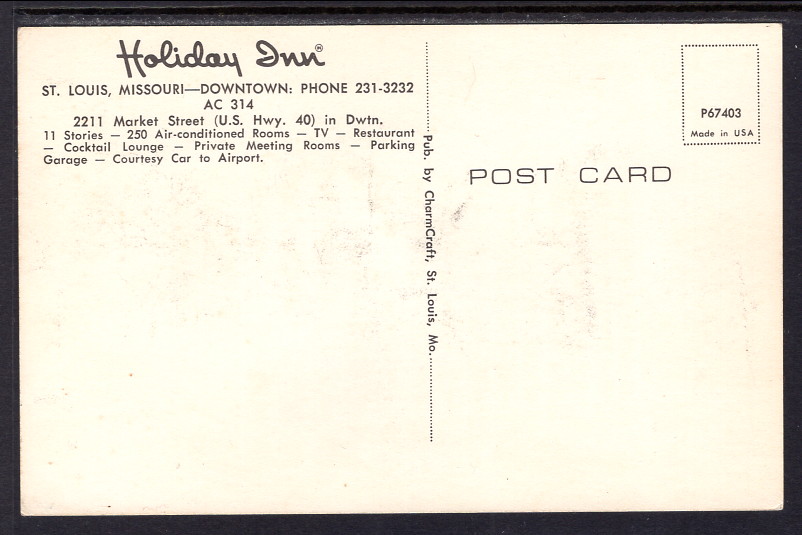 Holiday Inn®
ST. LOUIS, MISSOURI—DOWNTOWN: PHONE 231-3232
AC 314
2211 Market Street (U.S. Hwy. 40) in Dwtn.
11 Stories — 250 Air-conditioned Rooms — TV — Restaurant
— Cocktail Lounge — Private Meeting Rooms — Parking
Garage — Courtesy Car to Airport.
Pub. by CharmCraft, St. Louis, Mo.
POST CARD
P67403
Made in USA